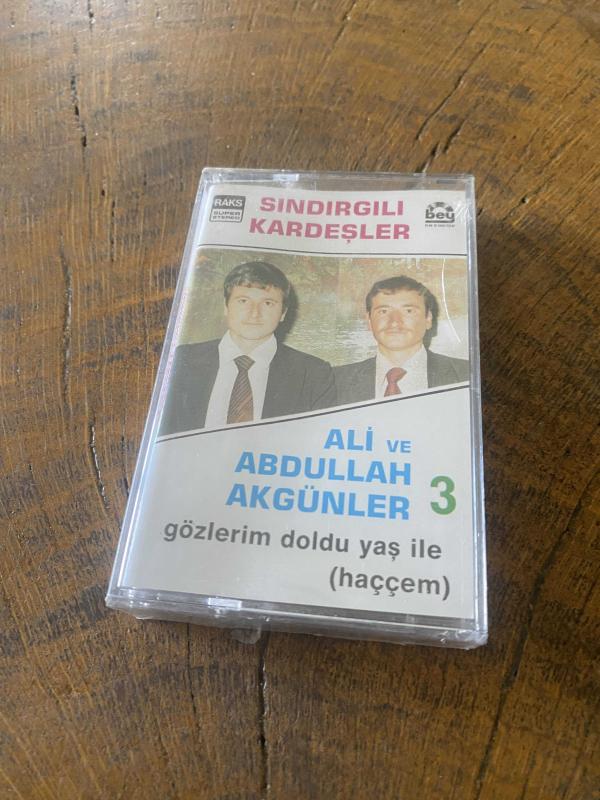 RAKS
SUPER
STEREO
SINDIRGILI
KARDEŞLER
bey
ALİ VE
ABDULLAH
AKGÜNLER 3
gözlerim doldu yaş ile
(haççem)